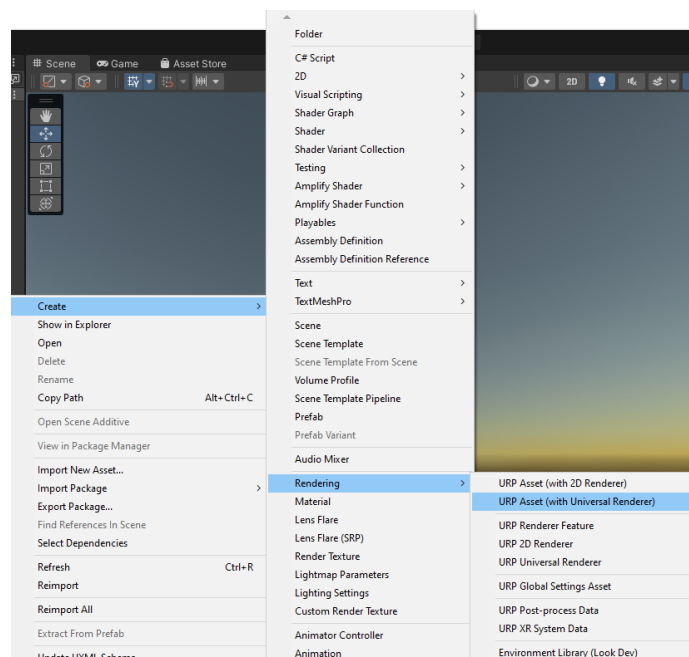 Scene
Game
Asset Store
2D
Create
Show in Explorer
Open
Delete
Rename
Copy Path Alt+Ctrl+C
Open Scene Additive
View in Package Manager
Import New Asset...
Import Package
Export Package...
Find References In Scene
Select Dependencies
Refresh Ctrl+R
Reimport
Reimport All
Extract From Prefab
Update UXML Schema
Folder
C# Script
2D
Visual Scripting
Shader Graph
Shader
Shader Variant Collection
Testing
Amplify Shader
Amplify Shader Function
Playables
Assembly Definition
Assembly Definition Reference
Text
TextMeshPro
Scene
Scene Template
Scene Template From Scene
Volume Profile
Scene Template Pipeline
Prefab
Prefab Variant
Audio Mixer
Rendering
Material
Lens Flare
Lens Flare (SRP)
Render Texture
Lightmap Parameters
Lighting Settings
Custom Render Texture
Animator Controller
Animation
URP Asset (with 2D Renderer)
URP Asset (with Universal Renderer)
URP Renderer Feature
URP 2D Renderer
URP Universal Renderer
URP Global Settings Asset
URP Post-process Data
URP XR System Data
Environment Library (Look Dev)